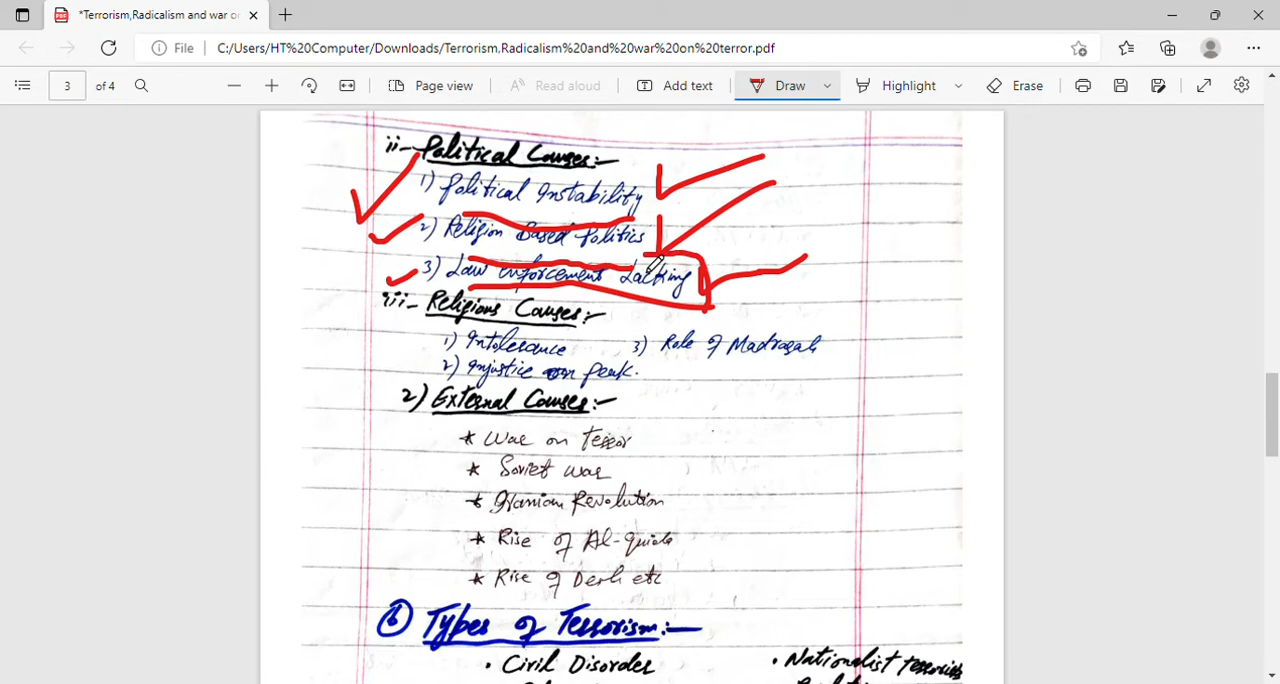 *Terrorism,Radicalism and war o
File C:/Users/HT%20Computer/Downloads/Terrorism,Radicalism%20and%20war%20on%20terror.pdf
3 of 4 Page view Read aloud Add text Draw Highlight Erase
ii- Political Causes:-
1) Political Instability
2) Religion Based Politics
3) Law enforcement Lacking
iii- Religious Causes:-
1) Intolerance 3) Role of Madrasah
2) Injustice on peak.
2) External Causes:-
* War on Terror
* Soviet war
* Iranian Revolution
* Rise of Al-quida
* Rise of Desh etc
⑥ Types of Terrorism:-
• Civil Disorder • Nationalist terroris